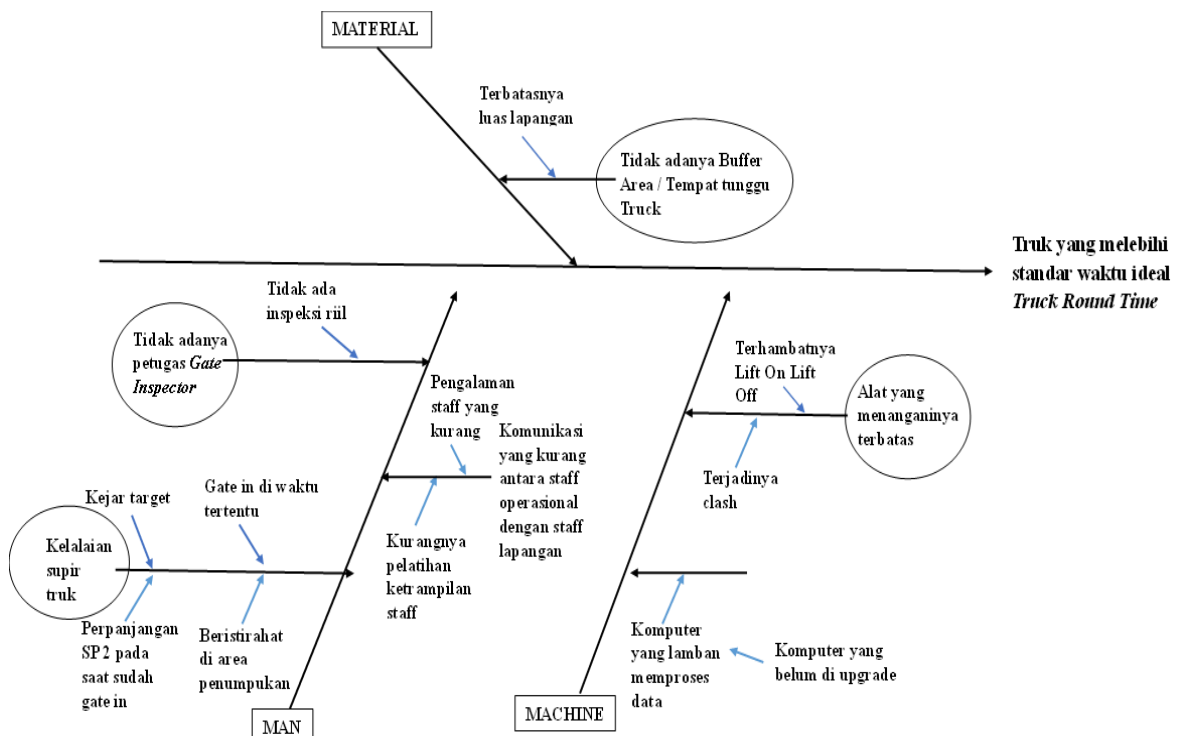 MATERIAL
Terbatasnya
luas lapangan
Tidak adanya Buffer
Area / Tempat tunggu
Truck
Truk yang melebihi
standar waktu ideal
Truck Round Time
Tidak ada
inspeksi riil
Tidak adanya
petugas Gate
Inspector
Pengalaman
staff yang
kurang
Komunikasi
yang kurang
antara staff
operasional
dengan staff
lapangan
Kurangnya
pelatihan
ketrampilan
staff
Kejar target
Gate in di waktu
tertentu
Kelalaian
supir
truk
Perpanjangan
SP2 pada
saat sudah
gate in
Beristirahat
di area
penumpukan
MAN
Terhambatnya
Lift On Lift
Off
Alat yang
menanganinya
terbatas
Terjadinya
clash
Komputer
yang lamban
memproses
data
Komputer yang
belum di upgrade
MACHINE